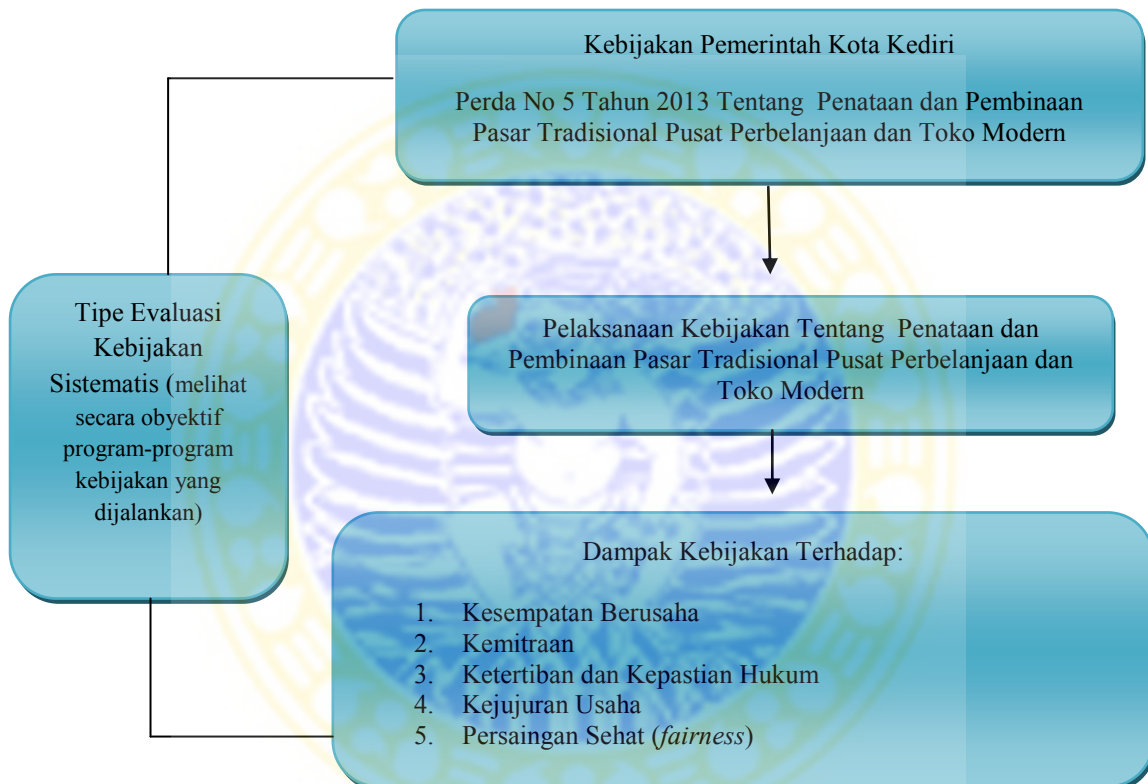 Kebijakan Pemerintah Kota Kediri
Perda No 5 Tahun 2013 Tentang Penataan dan Pembinaan
Pasar Tradisional Pusat Perbelanjaan dan Toko Modern
Tipe Evaluasi
Kebijakan
Sistematis (melihat
secara obyektif
program-program
kebijakan yang
dijalankan)
Pelaksanaan Kebijakan Tentang Penataan dan
Pembinaan Pasar Tradisional Pusat Perbelanjaan dan
Toko Modern
Dampak Kebijakan Terhadap:
1. Kesempatan Berusaha
2. Kemitraan
3. Ketertiban dan Kepastian Hukum
4. Kejujuran Usaha
5. Persaingan Sehat (fairness)